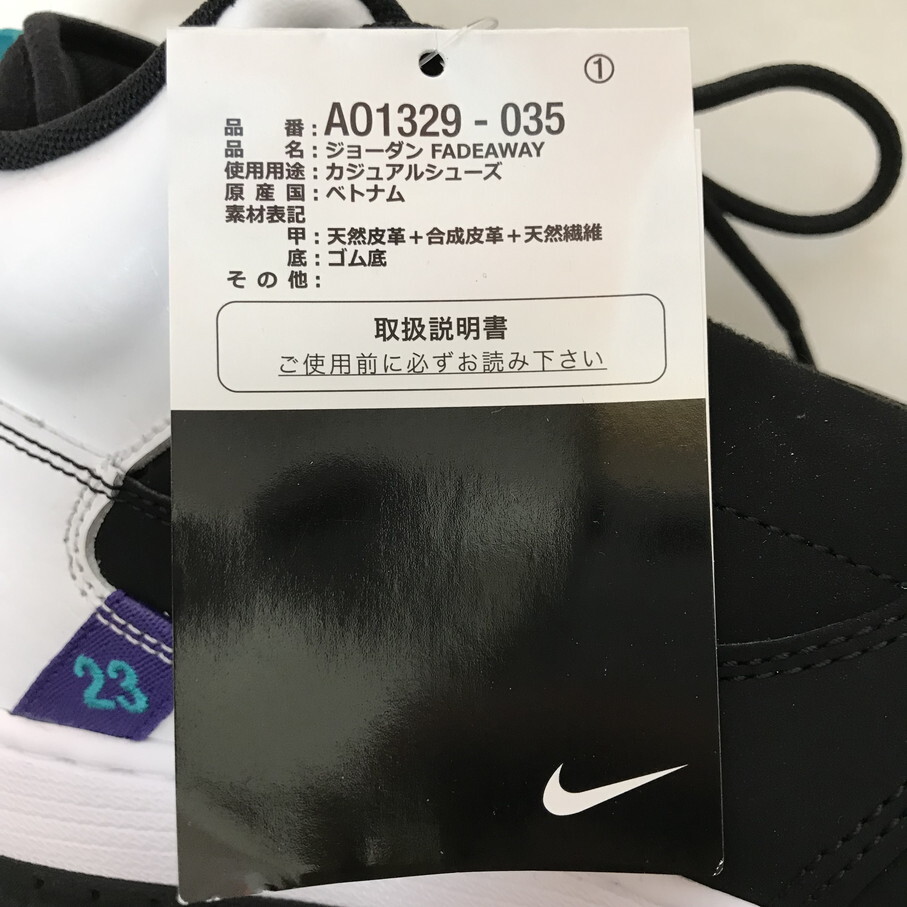 ①
品 番 : AO1329 - 035
品 名 : ジョーダン FADEAWAY
使用用途 : カジュアルシューズ
原 産 国 : ベトナム
素材表記
甲 : 天然皮革+合成皮革+天然繊維
底 : ゴム底
そ の 他 :
取扱説明書
ご使用前に必ずお読み下さい
23